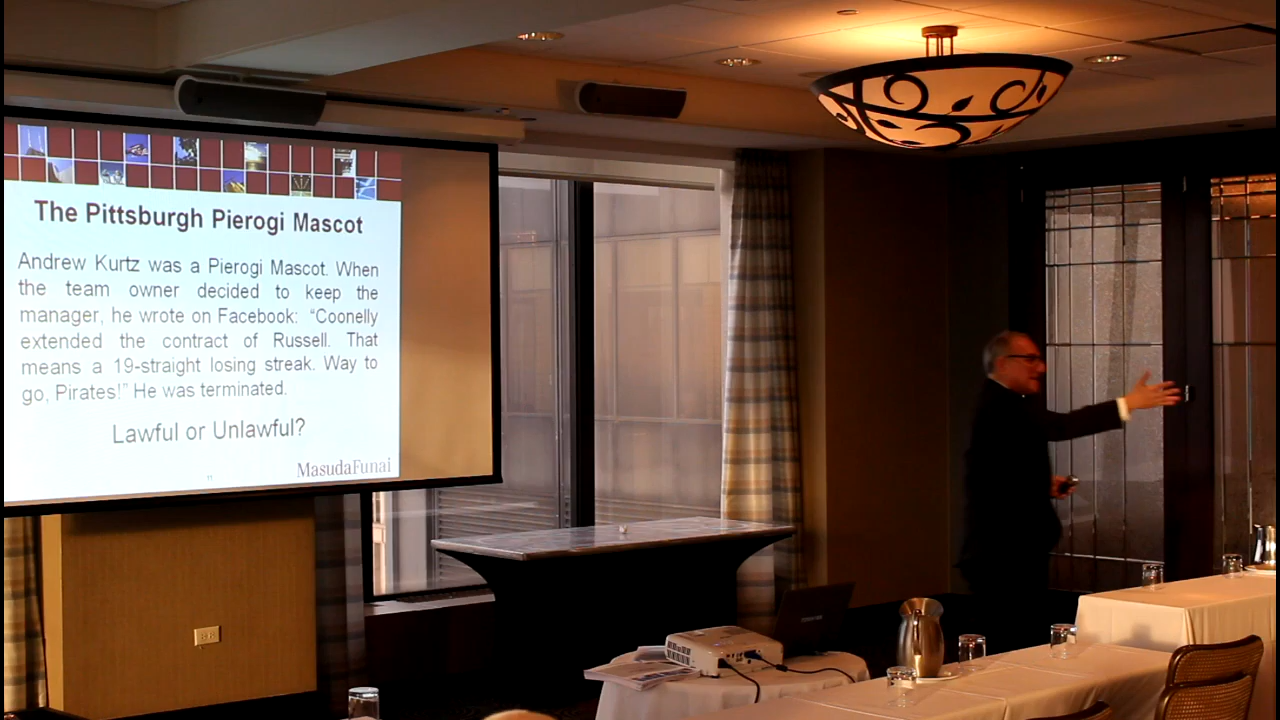 The Pittsburgh Pierogi Mascot
Andrew Kurtz was a Pierogi Mascot. When
the team owner decided to keep the
manager, he wrote on Facebook: “Coonelly
extended the contract of Russell. That
means a 19-straight losing streak. Way to
go, Pirates!” He was terminated.
Lawful or Unlawful?
MasudaFunai